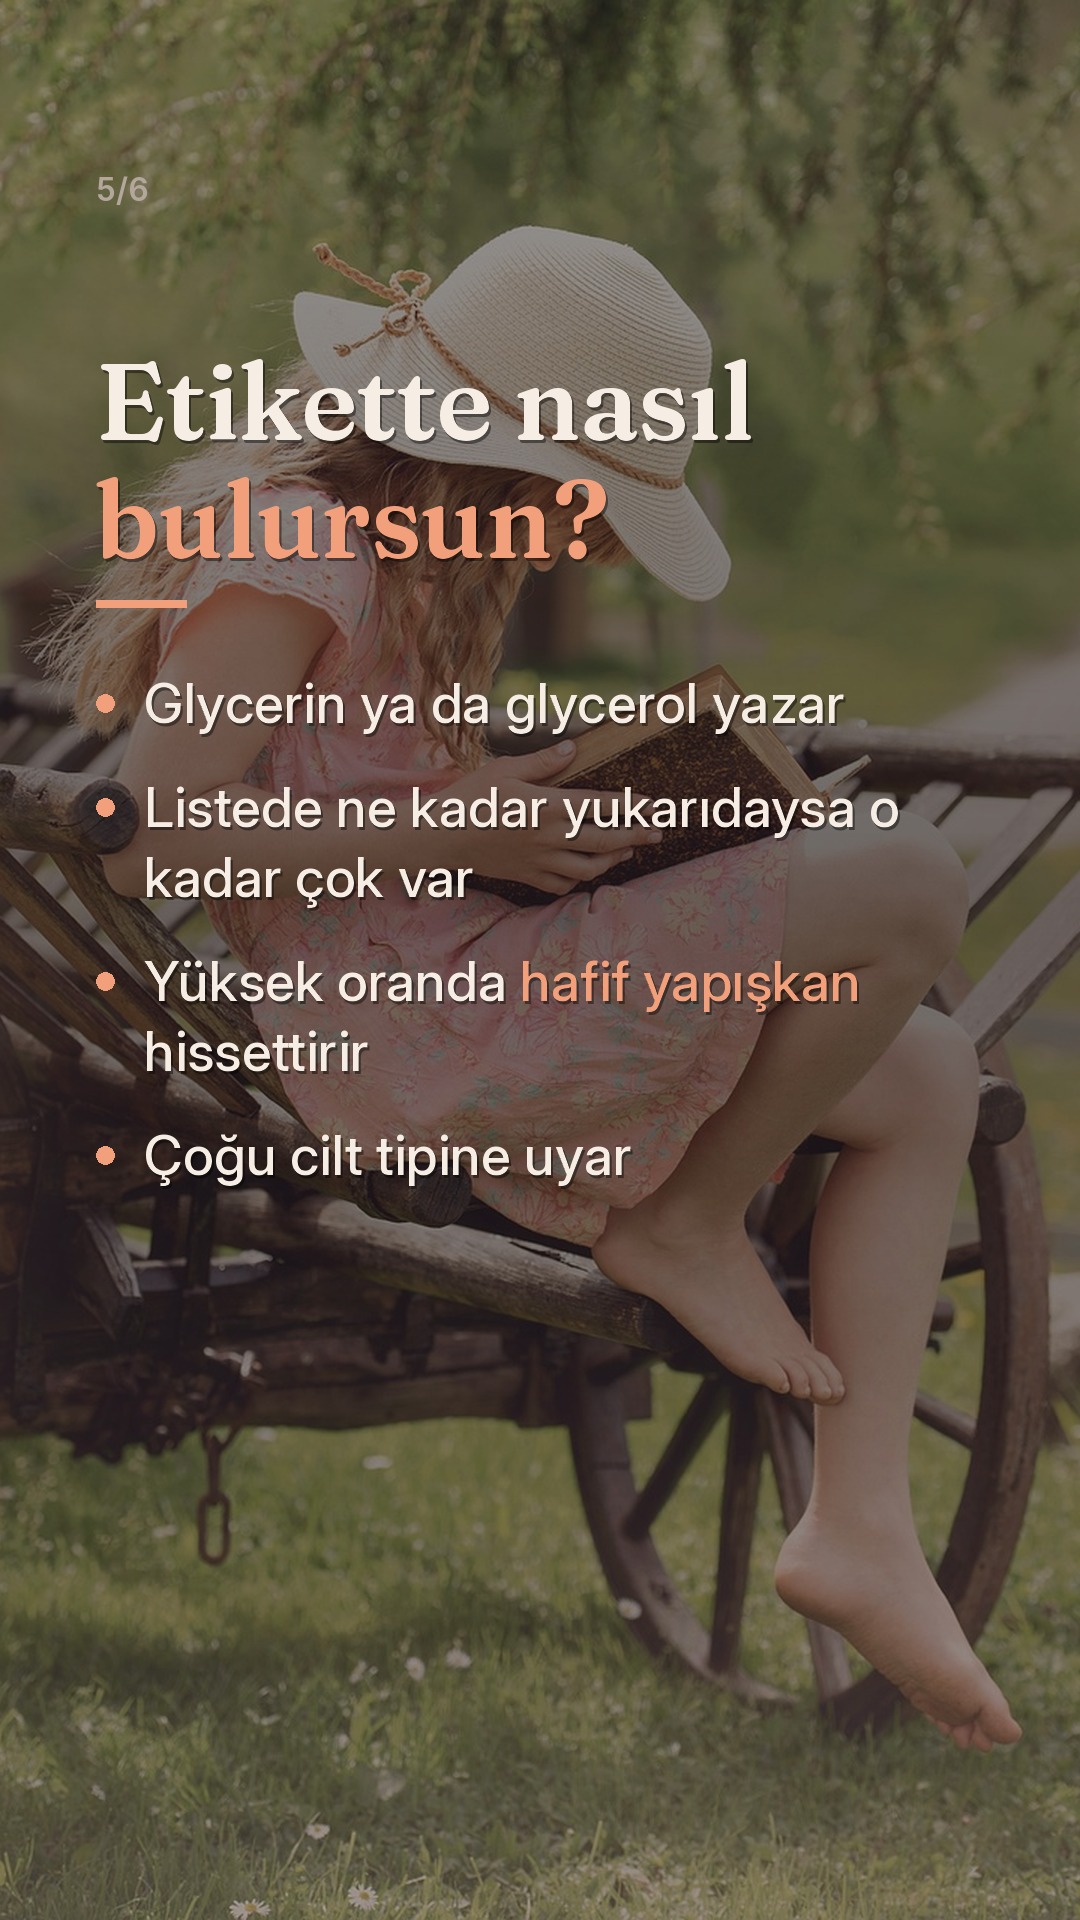 5/6
Etikette nasıl
bulursun?
Glycerin ya da glycerol yazar
Listede ne kadar yukarıdaysa o
kadar çok var
Yüksek oranda hafif yapışkan
hissettirir
Çoğu cilt tipine uyar